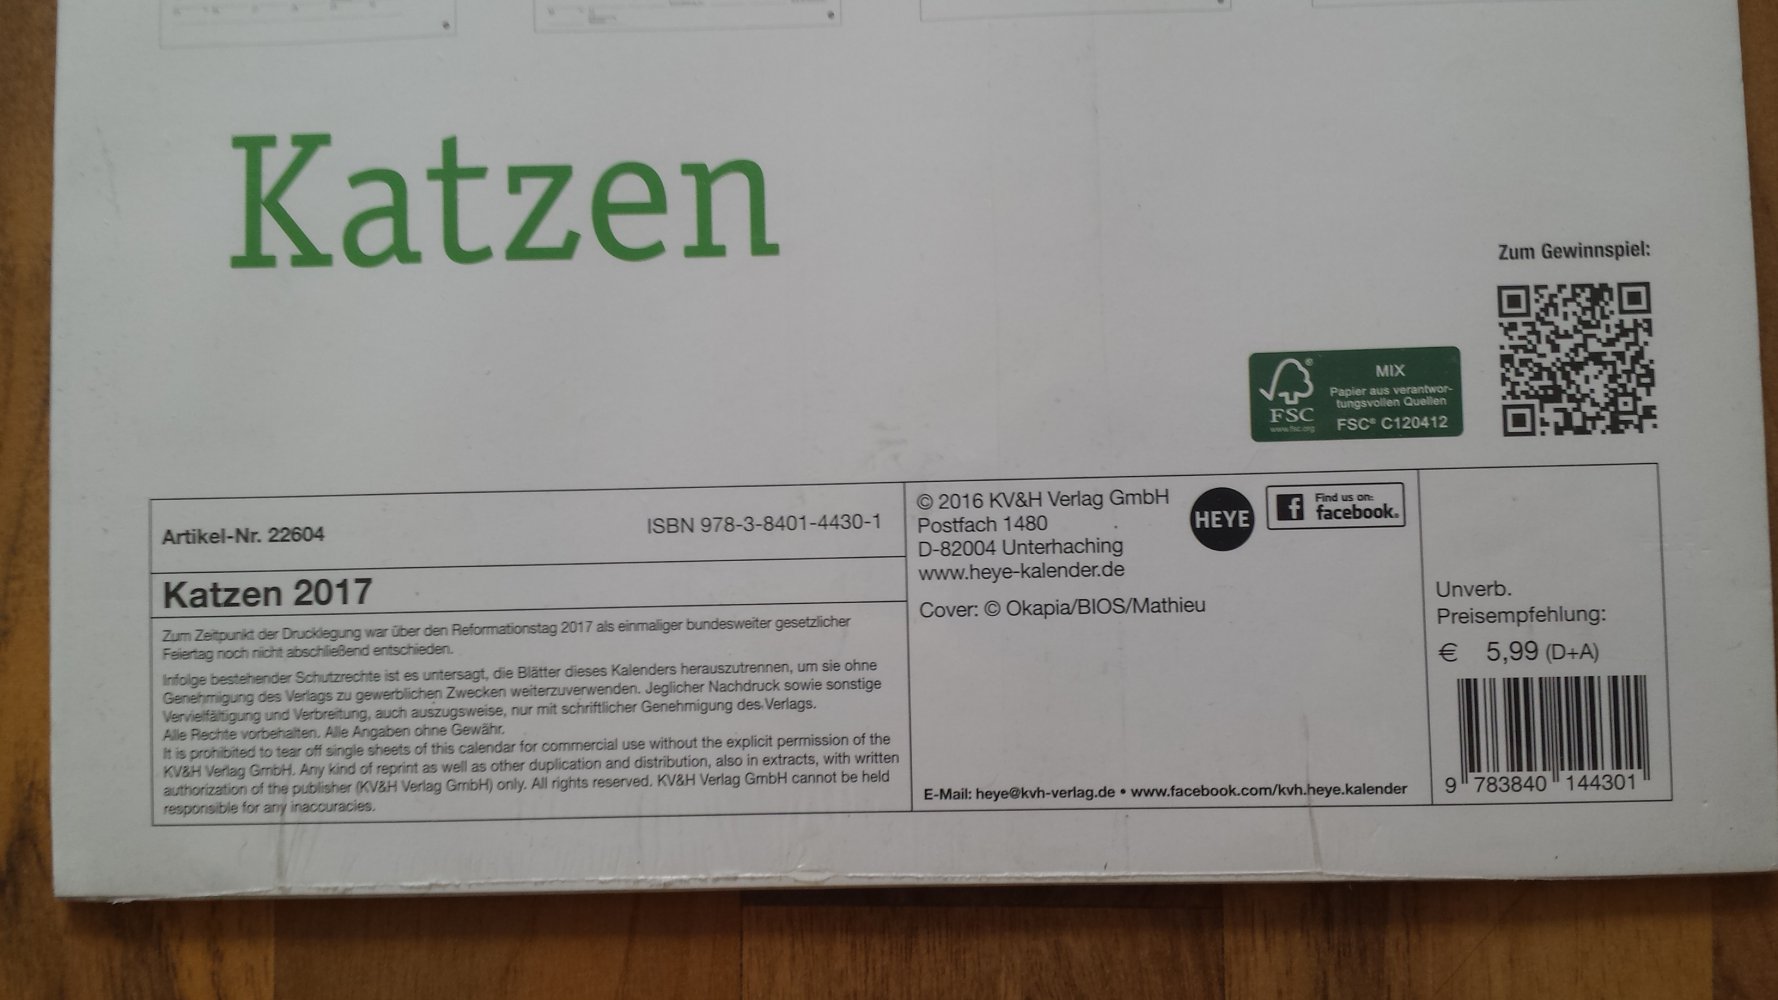 Katzen
Zum Gewinnspiel:
FSC
www.fsc.org
MIX
Papier aus verantwor-
tungsvollen Quellen
FSC® C120412
Artikel-Nr. 22604
ISBN 978-3-8401-4430-1
Katzen 2017
Zum Zeitpunkt der Drucklegung war über den Reformationstag 2017 als einmaliger bundesweiter gesetzlicher
Feiertag noch nicht abschließend entschieden.
Infolge bestehender Schutzrechte ist es untersagt, die Blätter dieses Kalenders herauszutrennen, um sie ohne
Genehmigung des Verlags zu gewerblichen Zwecken weiterzuverwenden. Jeglicher Nachdruck sowie sonstige
Vervielfältigung und Verbreitung, auch auszugsweise, nur mit schriftlicher Genehmigung des Verlags.
Alle Rechte vorbehalten. Alle Angaben ohne Gewähr.
It is prohibited to tear off single sheets of this calendar for commercial use without the explicit permission of the
KV&H Verlag GmbH. Any kind of reprint as well as other duplication and distribution, also in extracts, with written
authorization of the publisher (KV&H Verlag GmbH) only. All rights reserved. KV&H Verlag GmbH cannot be held
responsible for any inaccuracies.
© 2016 KV&H Verlag GmbH
Postfach 1480
D-82004 Unterhaching
www.heye-kalender.de
Cover: © Okapia/BIOS/Mathieu
HEYE
f
Find us on:
facebook.
E-Mail: heye@kvh-verlag.de • www.facebook.com/kvh.heye.kalender
Unverb.
Preisempfehlung:
€ 5,99 (D+A)
9 783840 144301